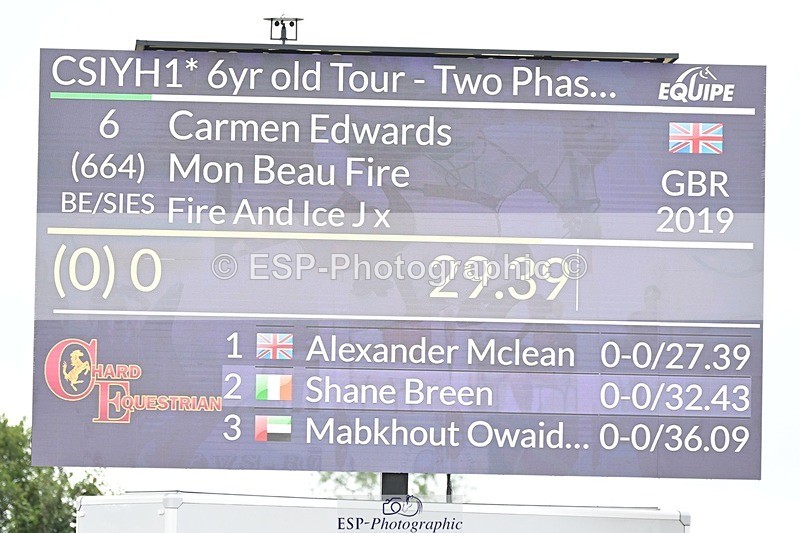 CSIYH1* 6yr old Tour - Two Phas...
EQUIPE
6 Carmen Edwards
(664) Mon Beau Fire GBR
BE/SIES Fire And Ice J x 2019
(0) 0 29.39
© ESP-Photographic ©
1 Alexander Mclean 0-0/27.39
2 Shane Breen 0-0/32.43
3 Mabkhout Owaid... 0-0/36.09
CHARD
EQUESTRIAN
ESP-Photographic